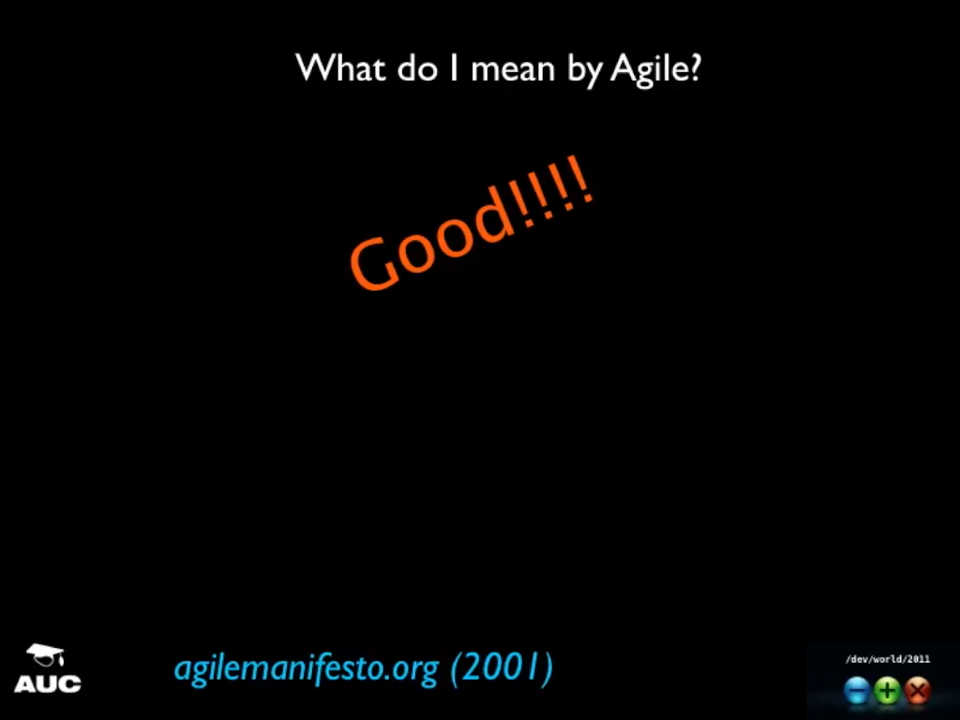 What do I mean by Agile?
Good!!!!
agilemanifesto.org (2001)
AUC
/dev/world/2011